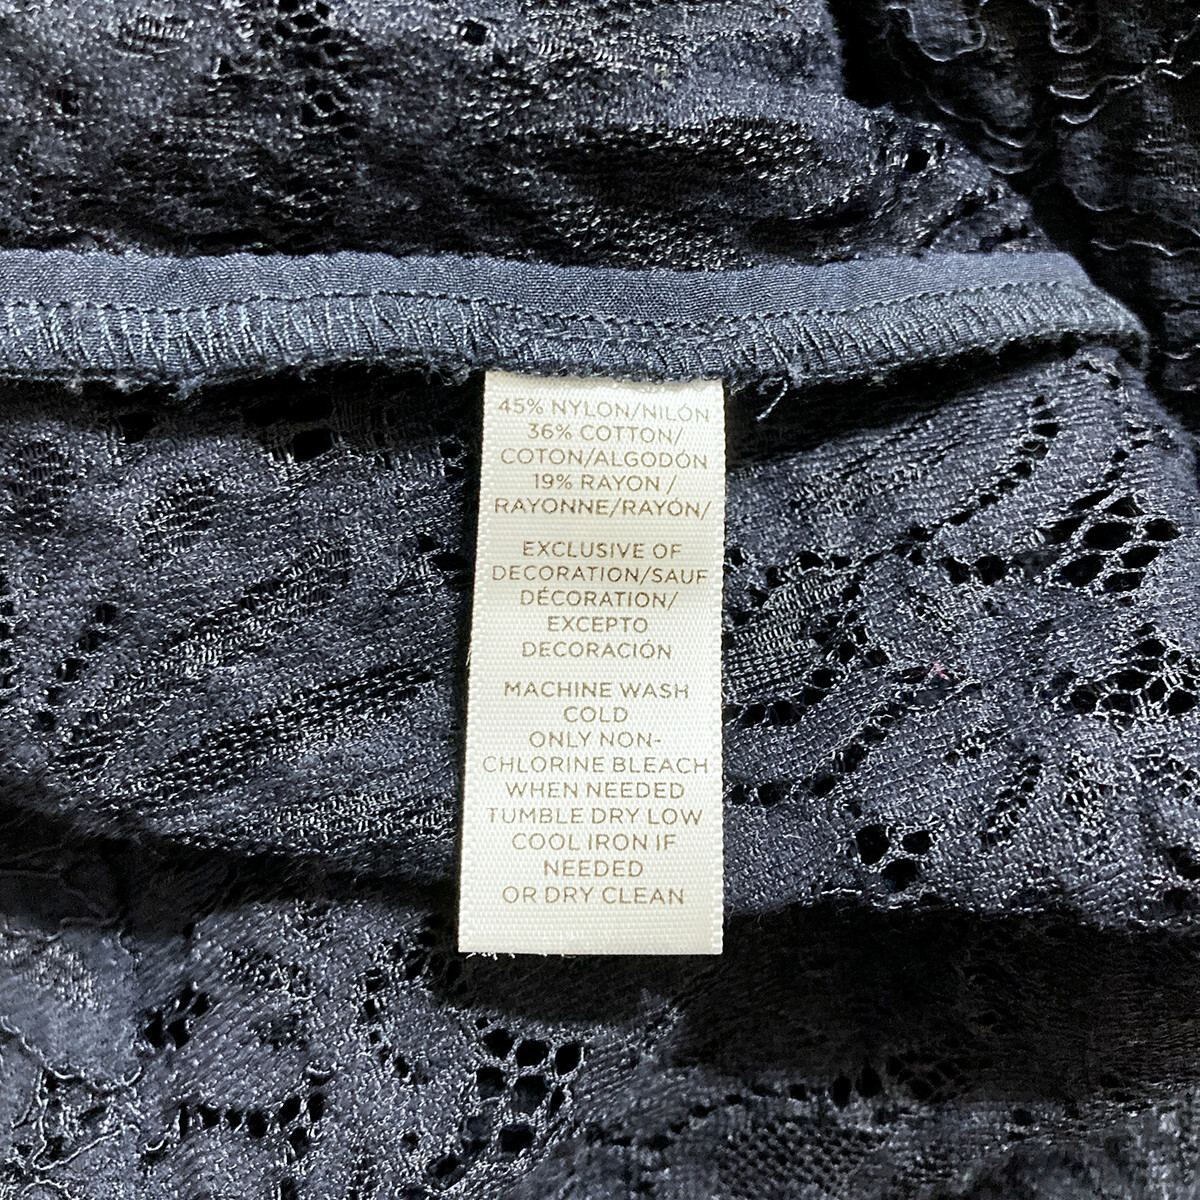 45% NYLON/NILÓN
36% COTTON/
COTON/ALGODÓN
19% RAYON /
RAYONNE/RAYÓN/
EXCLUSIVE OF
DECORATION/SAUF
DÉCORATION/
EXCEPTO
DECORACIÓN
MACHINE WASH
COLD
ONLY NON-
CHLORINE BLEACH
WHEN NEEDED
TUMBLE DRY LOW
COOL IRON IF
NEEDED
OR DRY CLEAN